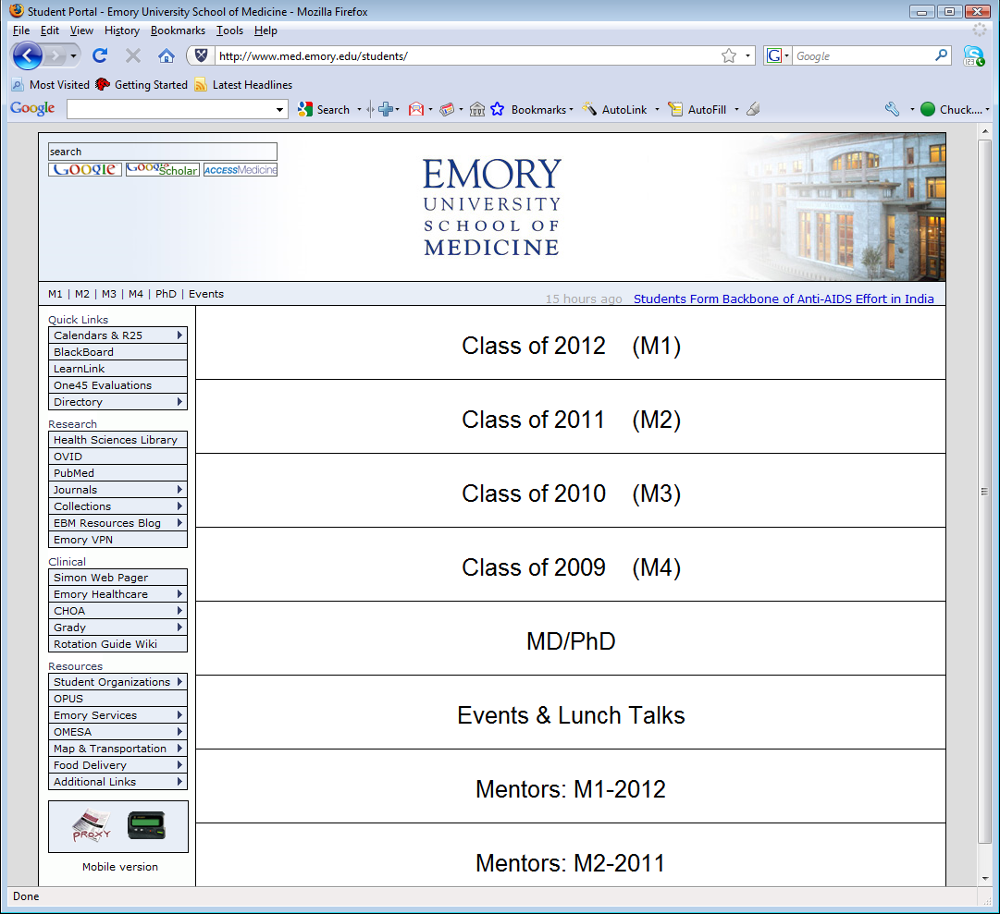 Student Portal - Emory University School of Medicine - Mozilla Firefox
File Edit View History Bookmarks Tools Help
http://www.med.emory.edu/students/
G Google
Most Visited Getting Started Latest Headlines
Google Search Bookmarks AutoLink AutoFill Chuck....
search
Google Google Scholar ACCESSMedicine
EMORY
UNIVERSITY
SCHOOL OF
MEDICINE
M1 | M2 | M3 | M4 | PhD | Events
15 hours ago Students Form Backbone of Anti-AIDS Effort in India
Quick Links
Calendars & R25
BlackBoard
LearnLink
One45 Evaluations
Directory
Research
Health Sciences Library
OVID
PubMed
Journals
Collections
EBM Resources Blog
Emory VPN
Clinical
Simon Web Pager
Emory Healthcare
CHOA
Grady
Rotation Guide Wiki
Resources
Student Organizations
OPUS
Emory Services
OMESA
Map & Transportation
Food Delivery
Additional Links
PROXY
Mobile version
Class of 2012 (M1)
Class of 2011 (M2)
Class of 2010 (M3)
Class of 2009 (M4)
MD/PhD
Events & Lunch Talks
Mentors: M1-2012
Mentors: M2-2011
Done